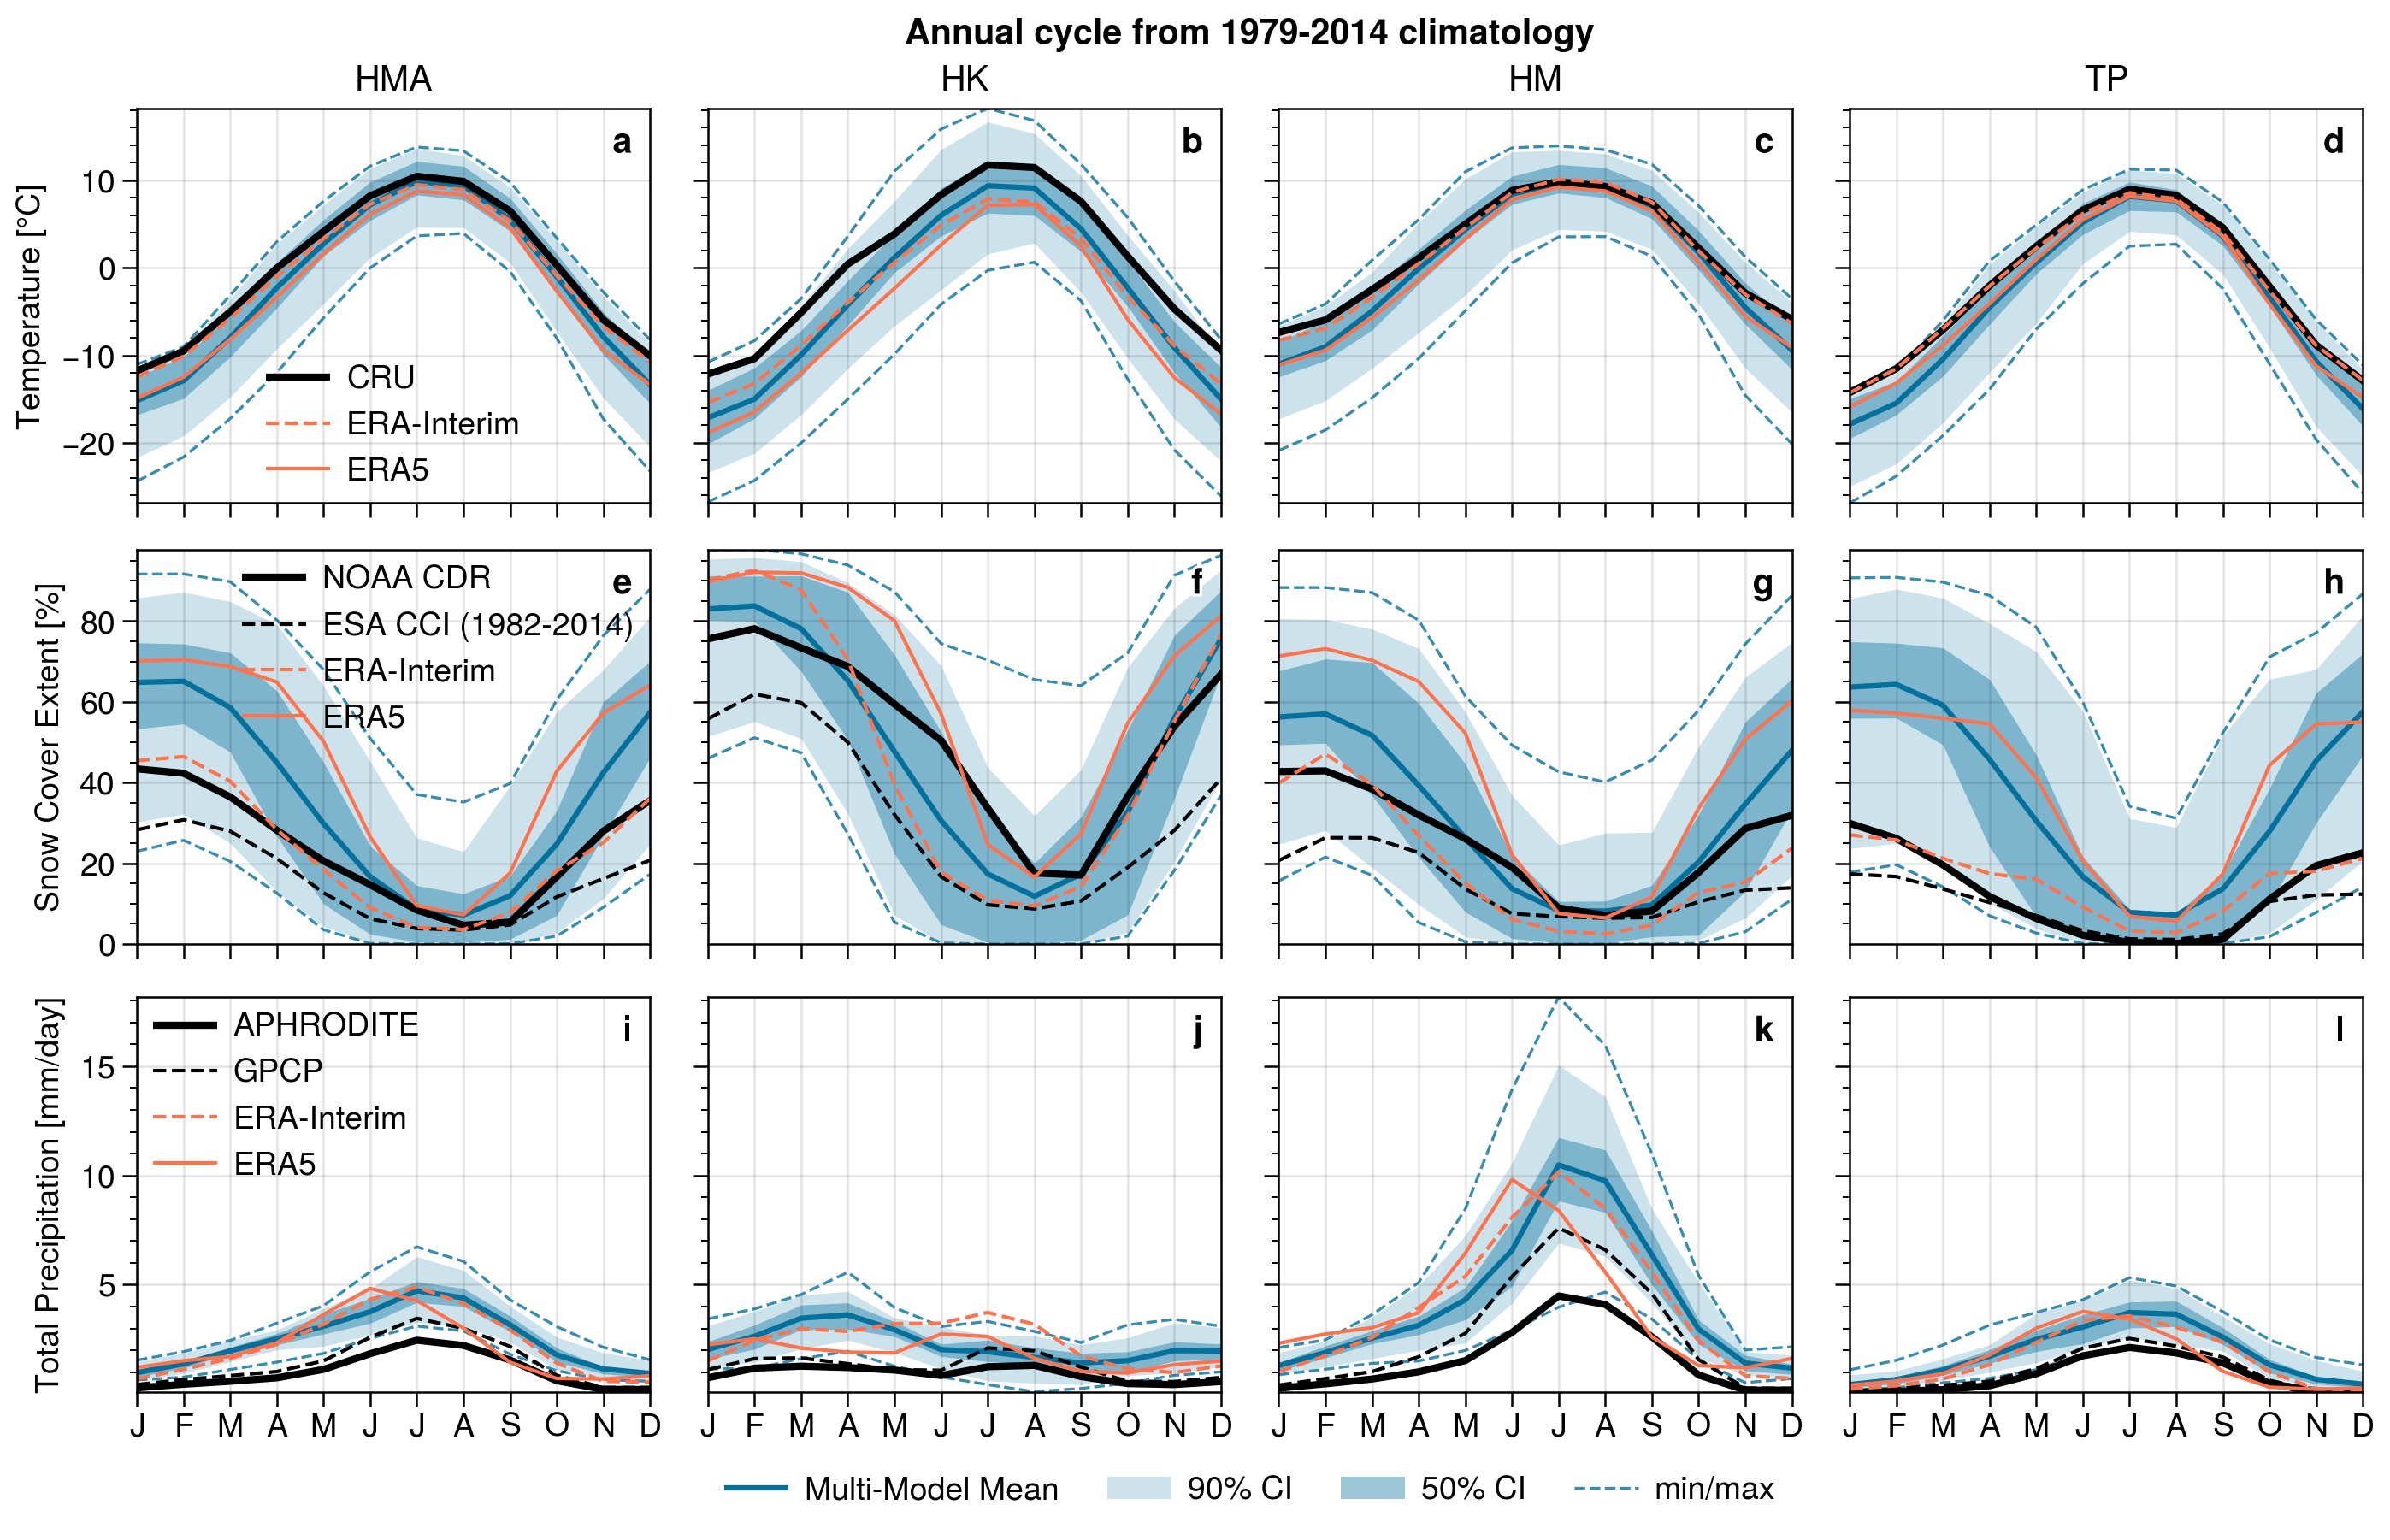 Annual cycle from 1979-2014 climatology
HMA HK HM TP
Temperature [°C]
10
0
−10
−20
a
CRU
ERA-Interim
ERA5
b
c
d
Snow Cover Extent [%]
80
60
40
20
0
e
NOAA CDR
ESA CCI (1982-2014)
ERA-Interim
ERA5
f
g
h
Total Precipitation [mm/day]
15
10
5
i
APHRODITE
GPCP
ERA-Interim
ERA5
j
k
l
J F M A M J J A S O N D
J F M A M J J A S O N D
J F M A M J J A S O N D
J F M A M J J A S O N D
Multi-Model Mean 90% CI 50% CI min/max